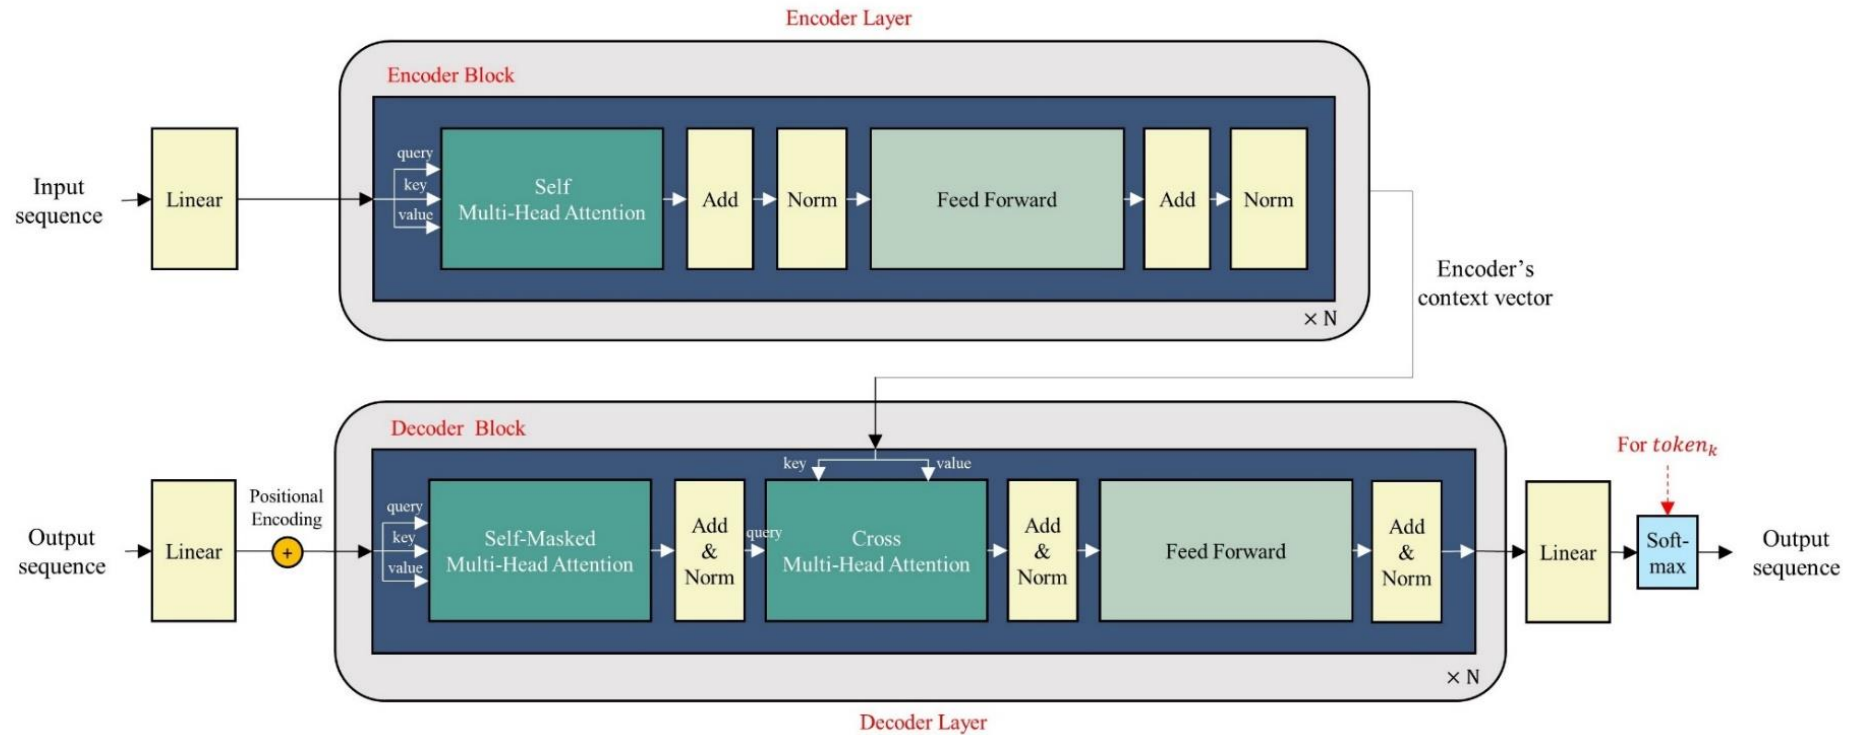 Encoder Layer
Encoder Block
Input
sequence
Linear
query
key
value
Self
Multi-Head Attention
Add
Norm
Feed Forward
Add
Norm
× N
Encoder’s
context vector
Decoder Block
Output
sequence
Linear
Positional
Encoding
+
query
key
value
Self-Masked
Multi-Head Attention
Add
&
Norm
query
key
value
Cross
Multi-Head Attention
Add
&
Norm
Feed Forward
Add
&
Norm
× N
Decoder Layer
Linear
For token_k
Soft-
max
Output
sequence